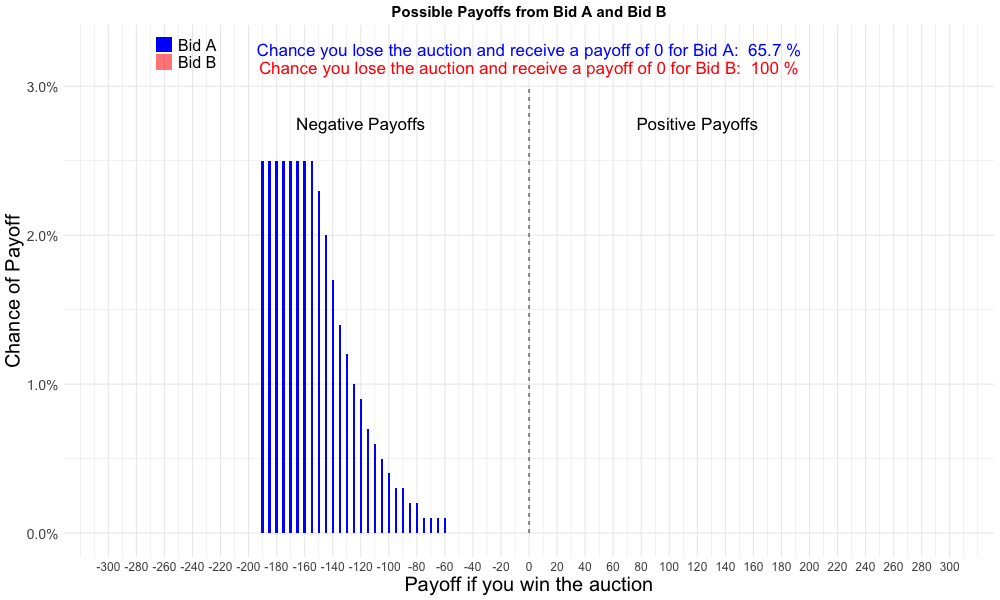 Possible Payoffs from Bid A and Bid B
Bid A
Bid B
Chance you lose the auction and receive a payoff of 0 for Bid A:  65.7 %
Chance you lose the auction and receive a payoff of 0 for Bid B:  100 %
Negative Payoffs
Positive Payoffs
Chance of Payoff
3.0%
2.0%
1.0%
0.0%
-300 -280 -260 -240 -220 -200 -180 -160 -140 -120 -100 -80 -60 -40 -20 0 20 40 60 80 100 120 140 160 180 200 220 240 260 280 300
Payoff if you win the auction